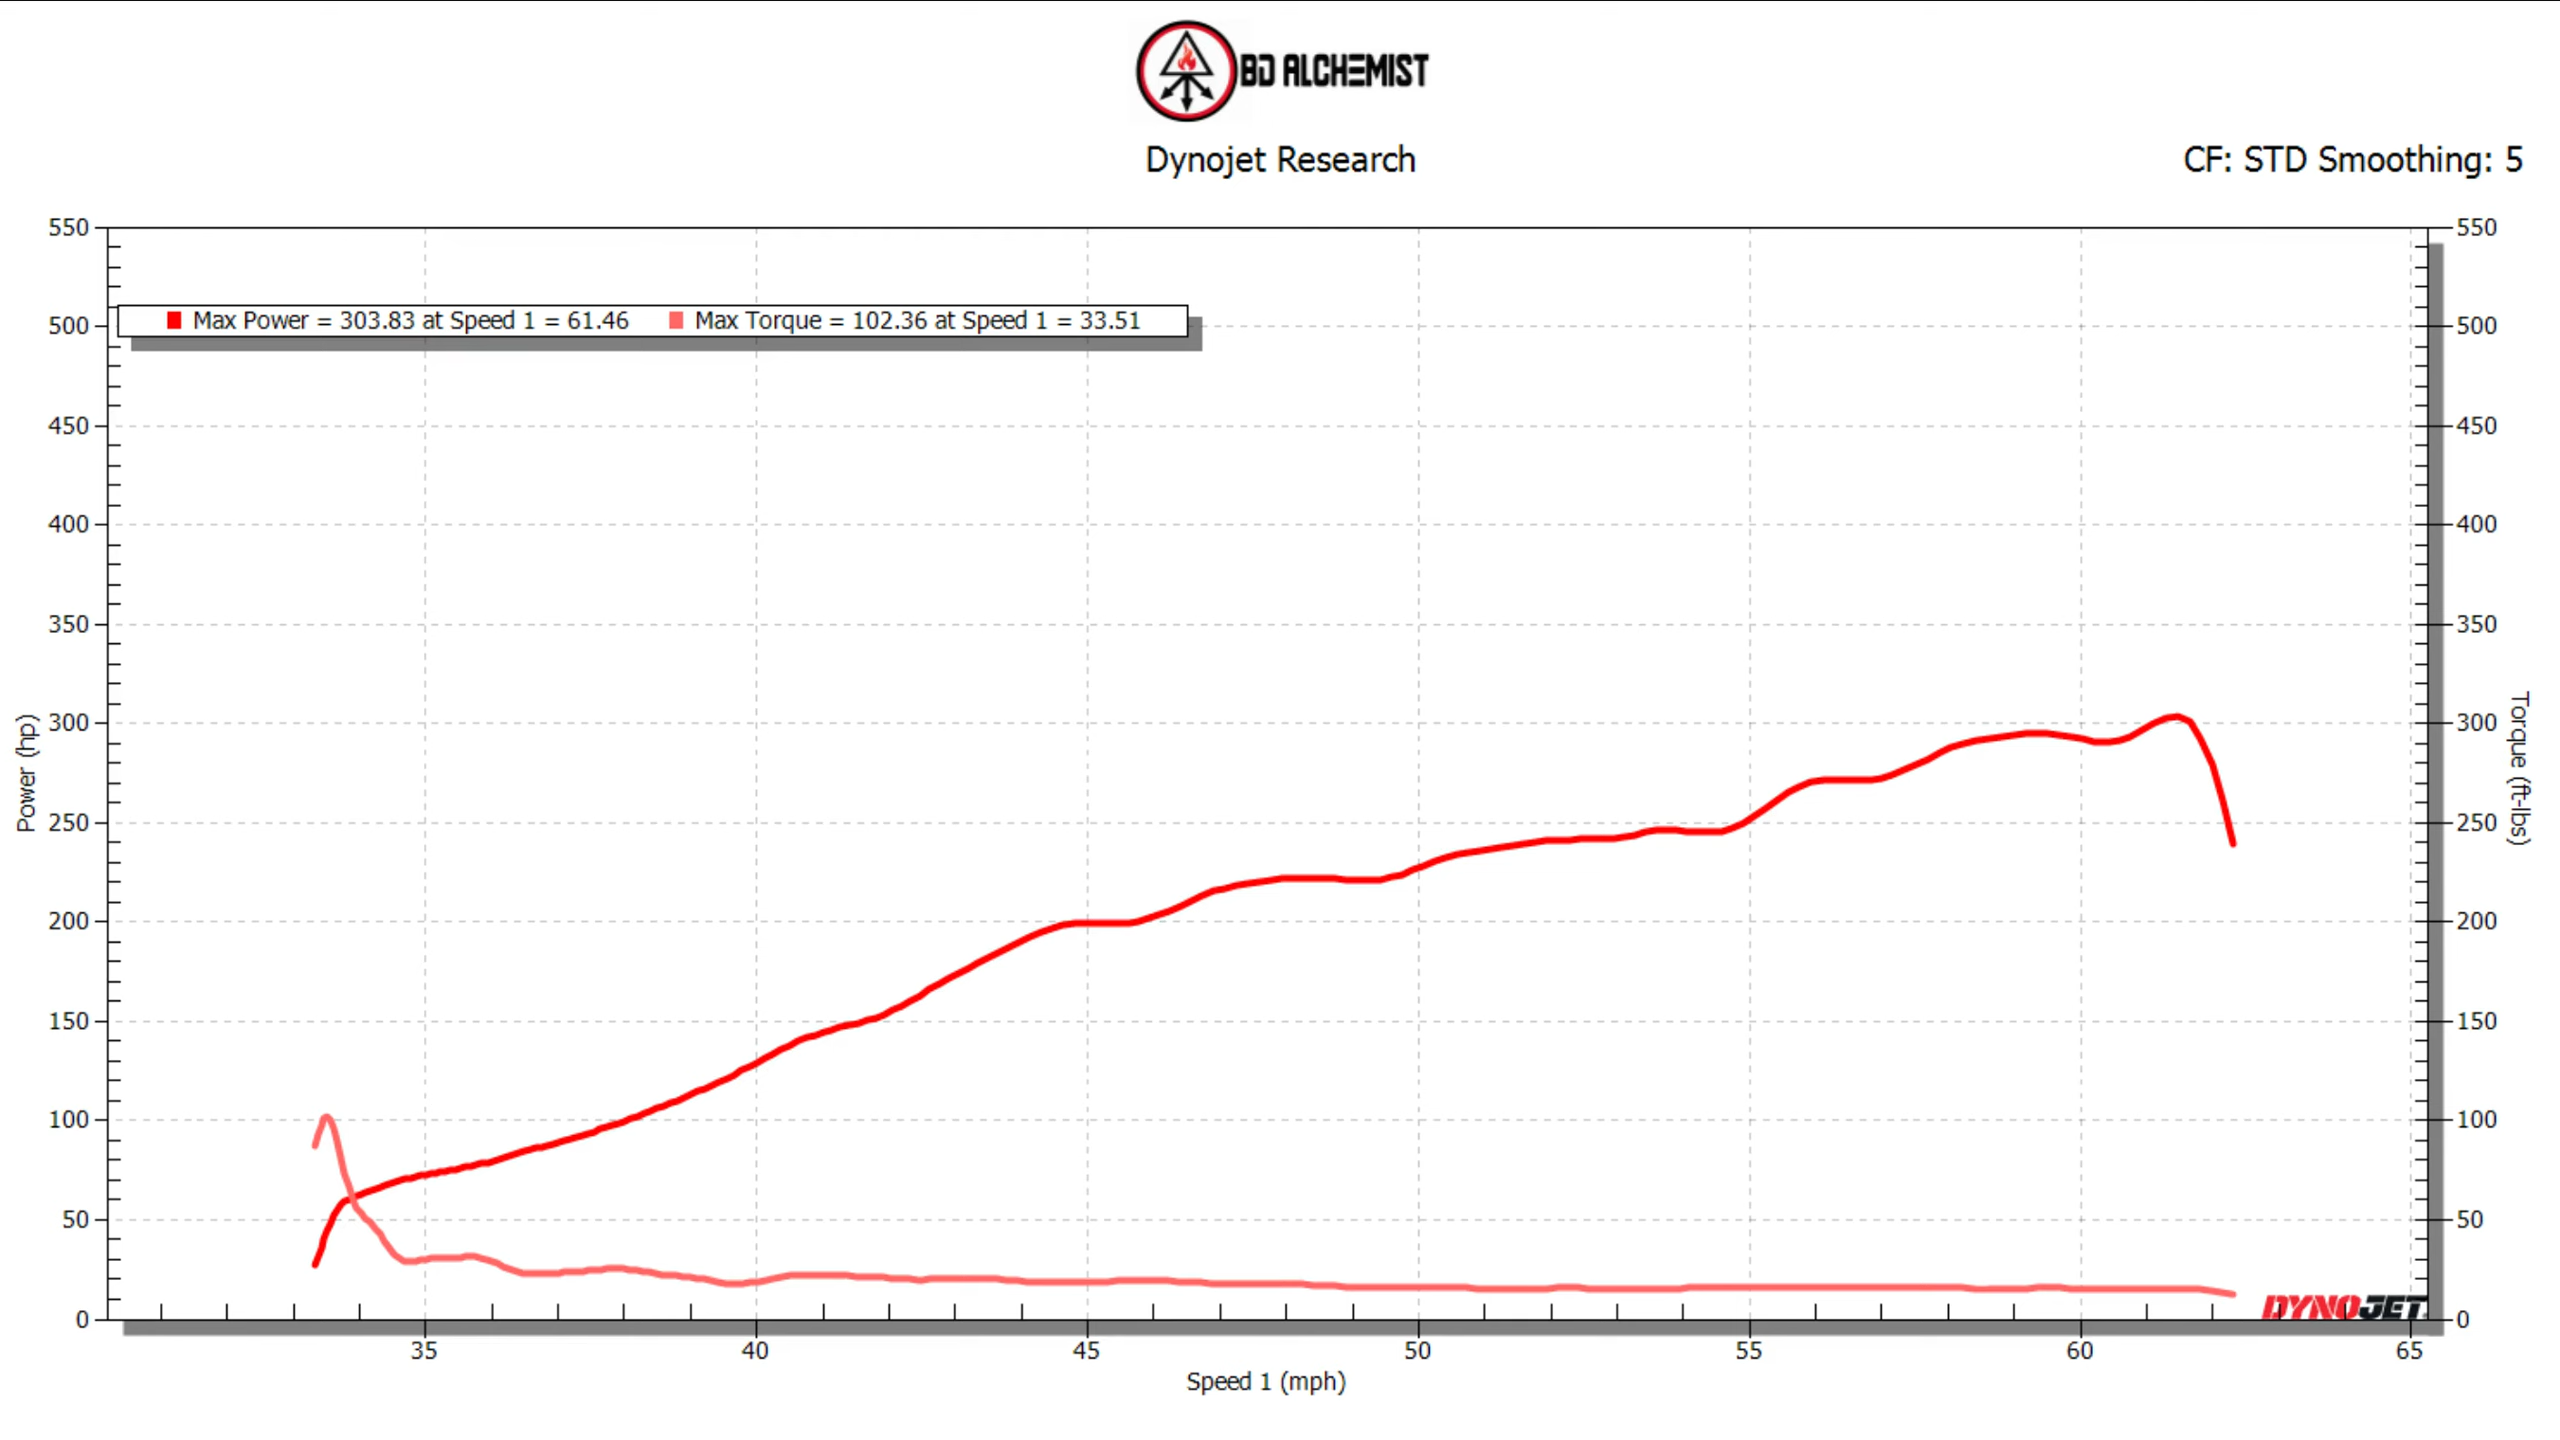 BD ALCHEMIST
Dynojet Research
CF: STD Smoothing: 5
Max Power = 303.83 at Speed 1 = 61.46
Max Torque = 102.36 at Speed 1 = 33.51
Power (hp)
550
500
450
400
350
300
250
200
150
100
50
0
550
500
450
400
350
300
250
200
150
100
50
0
Torque (ft-lbs)
DYNOJET
35 40 45 50 55 60 65
Speed 1 (mph)